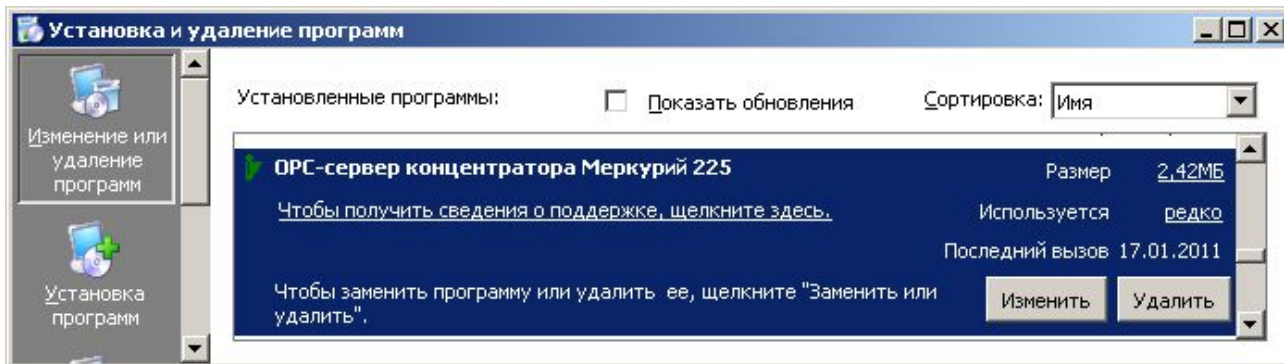 Установка и удаление программ
Изменение или
удаление
программ
Установка
программ
Установленные программы:
Показать обновления
Сортировка: Имя
OPC-сервер концентратора Меркурий 225
Размер 2,42МБ
Чтобы получить сведения о поддержке, щелкните здесь.
Используется редко
Последний вызов 17.01.2011
Чтобы заменить программу или удалить ее, щелкните "Заменить или
удалить".
Изменить
Удалить